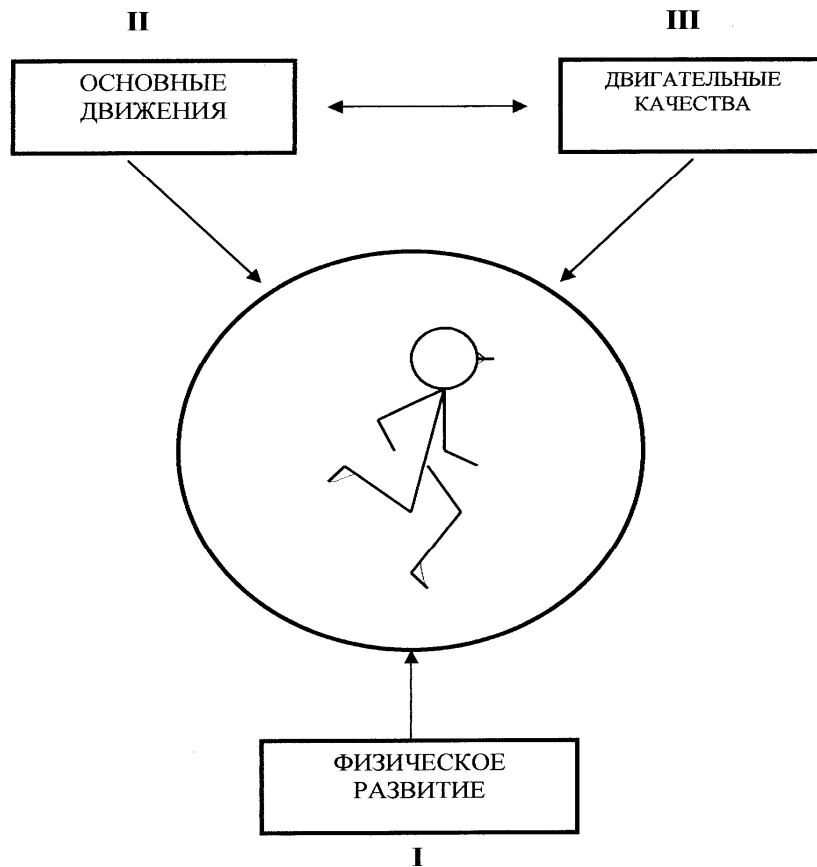 II
III
ОСНОВНЫЕ
ДВИЖЕНИЯ
ДВИГАТЕЛЬНЫЕ
КАЧЕСТВА
ФИЗИЧЕСКОЕ
РАЗВИТИЕ
I